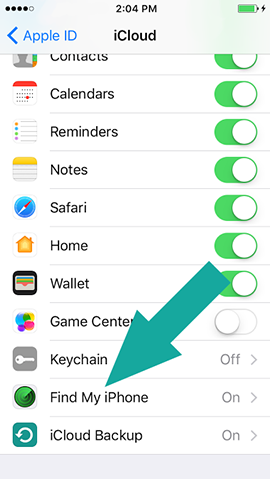 2:04 PM
Apple ID iCloud
Contacts
Calendars
Reminders
Notes
Safari
Home
Wallet
Game Cente
Keychain Off
Find My iPhone On
iCloud Backup On